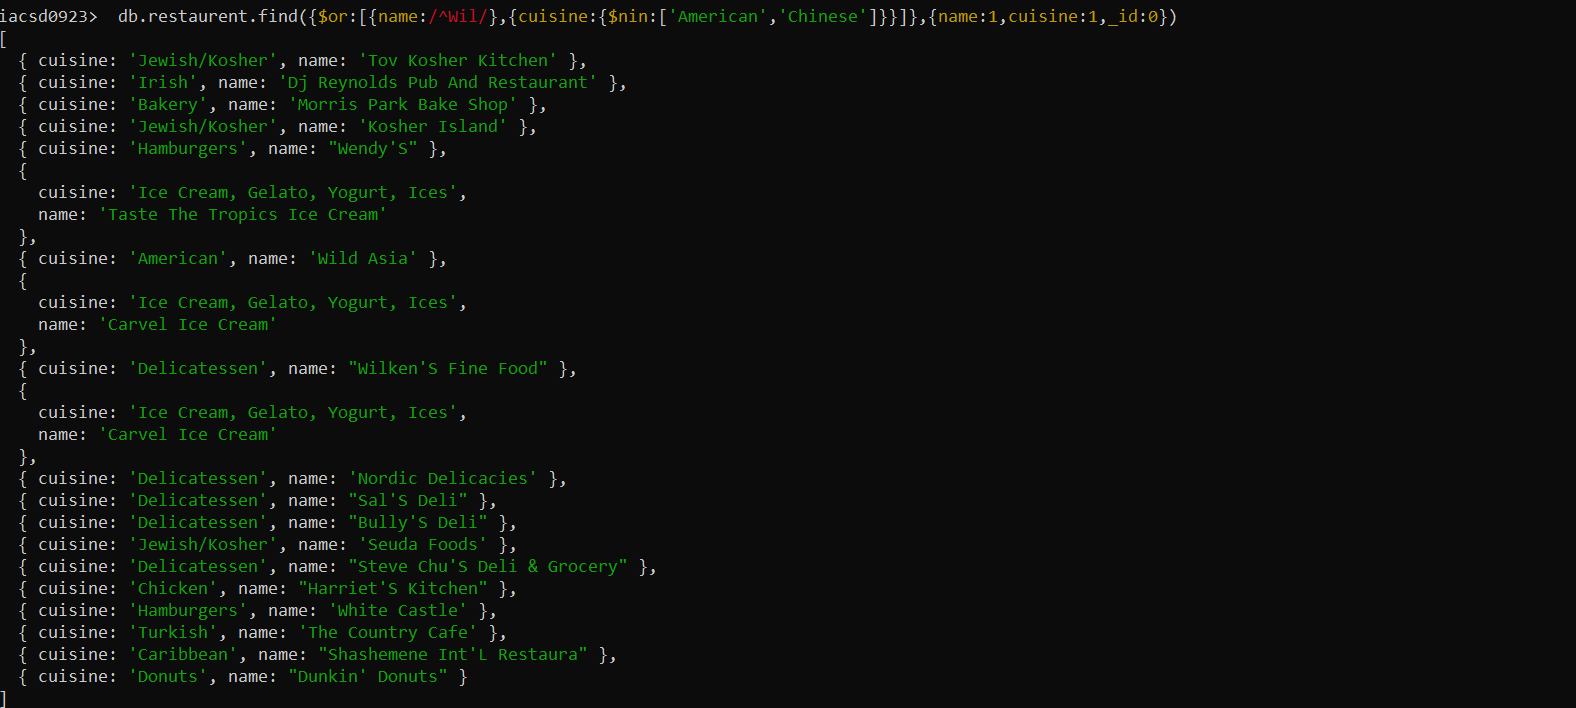 iacsd0923>  db.restaurent.find({$or:[{name:/^Wil/},{cuisine:{$nin:['American','Chinese']}}]},{name:1,cuisine:1,_id:0})
[
  { cuisine: 'Jewish/Kosher', name: 'Tov Kosher Kitchen' },
  { cuisine: 'Irish', name: 'Dj Reynolds Pub And Restaurant' },
  { cuisine: 'Bakery', name: 'Morris Park Bake Shop' },
  { cuisine: 'Jewish/Kosher', name: 'Kosher Island' },
  { cuisine: 'Hamburgers', name: "Wendy'S" },
  {
    cuisine: 'Ice Cream, Gelato, Yogurt, Ices',
    name: 'Taste The Tropics Ice Cream'
  },
  { cuisine: 'American', name: 'Wild Asia' },
  {
    cuisine: 'Ice Cream, Gelato, Yogurt, Ices',
    name: 'Carvel Ice Cream'
  },
  { cuisine: 'Delicatessen', name: "Wilken'S Fine Food" },
  {
    cuisine: 'Ice Cream, Gelato, Yogurt, Ices',
    name: 'Carvel Ice Cream'
  },
  { cuisine: 'Delicatessen', name: 'Nordic Delicacies' },
  { cuisine: 'Delicatessen', name: "Sal'S Deli" },
  { cuisine: 'Delicatessen', name: "Bully'S Deli" },
  { cuisine: 'Jewish/Kosher', name: 'Seuda Foods' },
  { cuisine: 'Delicatessen', name: "Steve Chu'S Deli & Grocery" },
  { cuisine: 'Chicken', name: "Harriet'S Kitchen" },
  { cuisine: 'Hamburgers', name: 'White Castle' },
  { cuisine: 'Turkish', name: 'The Country Cafe' },
  { cuisine: 'Caribbean', name: "Shashemene Int'L Restaura" },
  { cuisine: 'Donuts', name: "Dunkin' Donuts" }
]